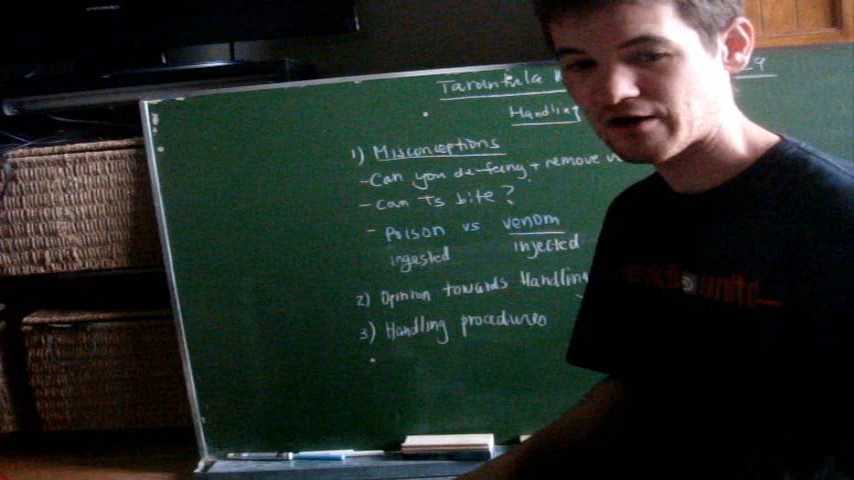 Tarantula
Handling
1) Misconceptions
- Can you de-fang + remove
- Can Ts bite?
- Poison vs venom
ingested injected
2) Opinion towards Handling
3) Handling procedures